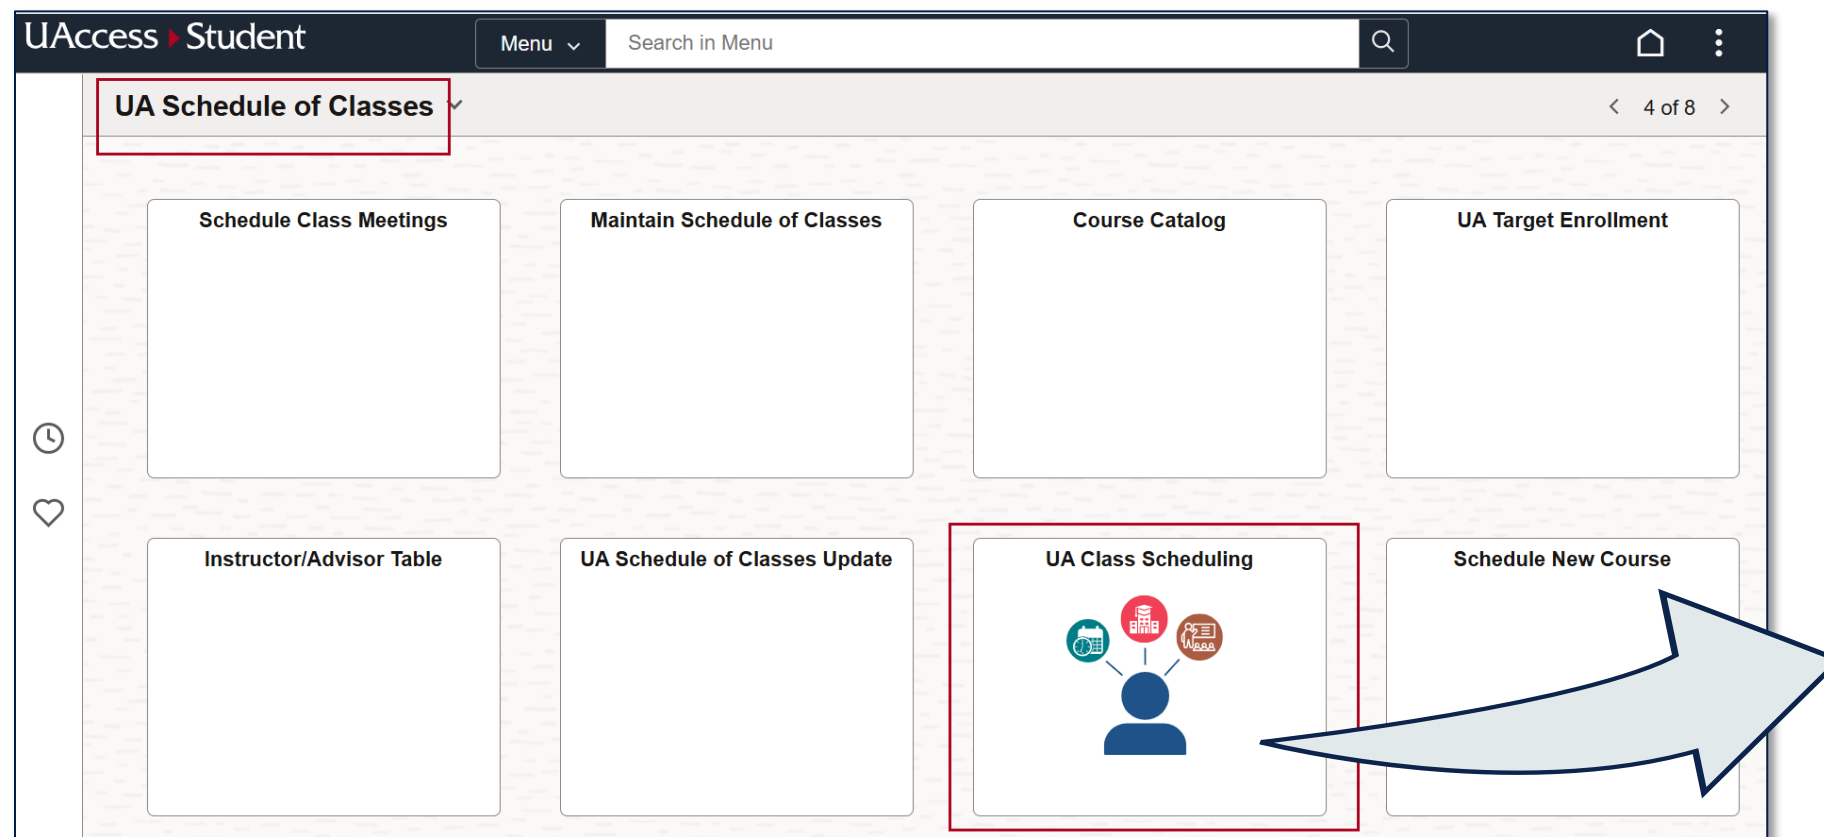 UAccess Student
Menu
Search in Menu
UA Schedule of Classes
4 of 8
Schedule Class Meetings
Maintain Schedule of Classes
Course Catalog
UA Target Enrollment
Instructor/Advisor Table
UA Schedule of Classes Update
UA Class Scheduling
Schedule New Course